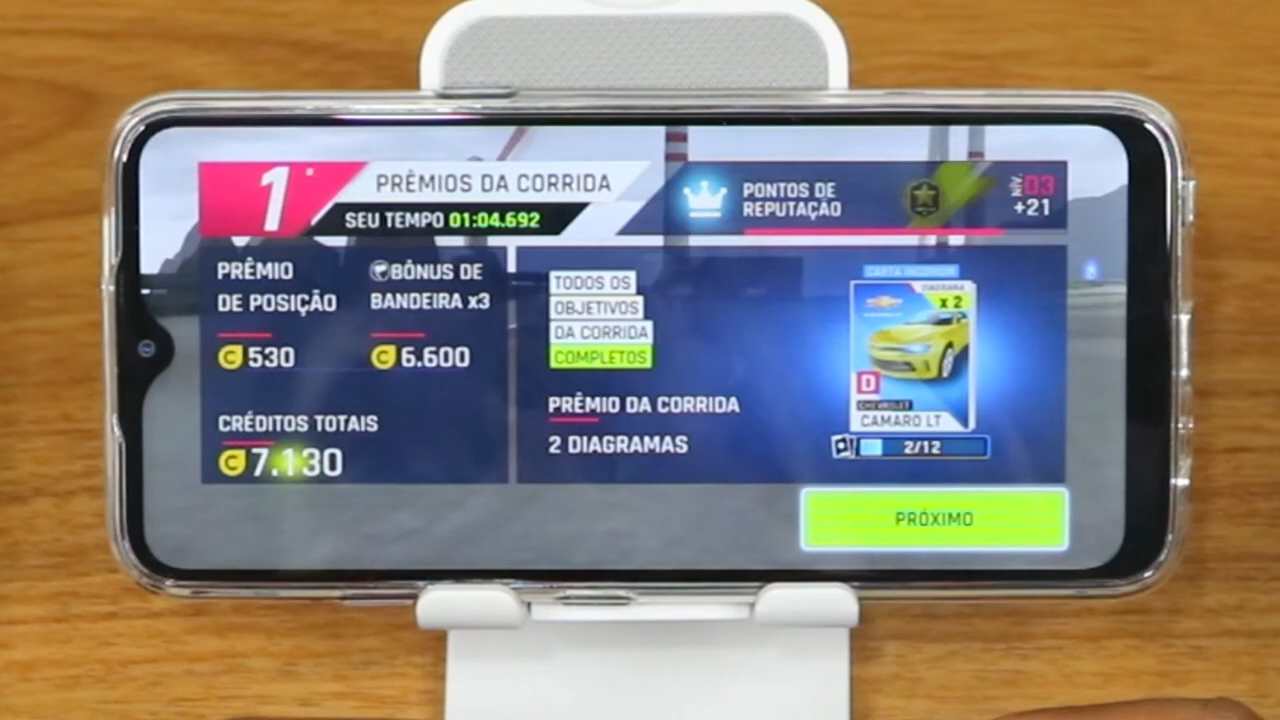 1°
PRÊMIOS DA CORRIDA
SEU TEMPO 01:04.692
PONTOS DE
REPUTAÇÃO
NÍV. 03
+21
PRÊMIO
DE POSIÇÃO
530
BÔNUS DE
BANDEIRA x3
6.600
CRÉDITOS TOTAIS
7.130
TODOS OS
OBJETIVOS
DA CORRIDA
COMPLETOS
PRÊMIO DA CORRIDA
2 DIAGRAMAS
DIAGRAMA
x 2
D
CHEVROLET
CAMARO LT
2/12
PRÓXIMO